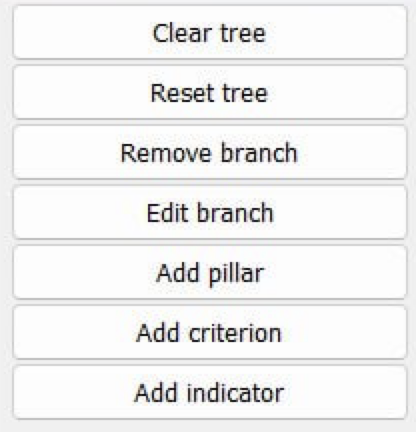 Clear tree
Reset tree
Remove branch
Edit branch
Add pillar
Add criterion
Add indicator